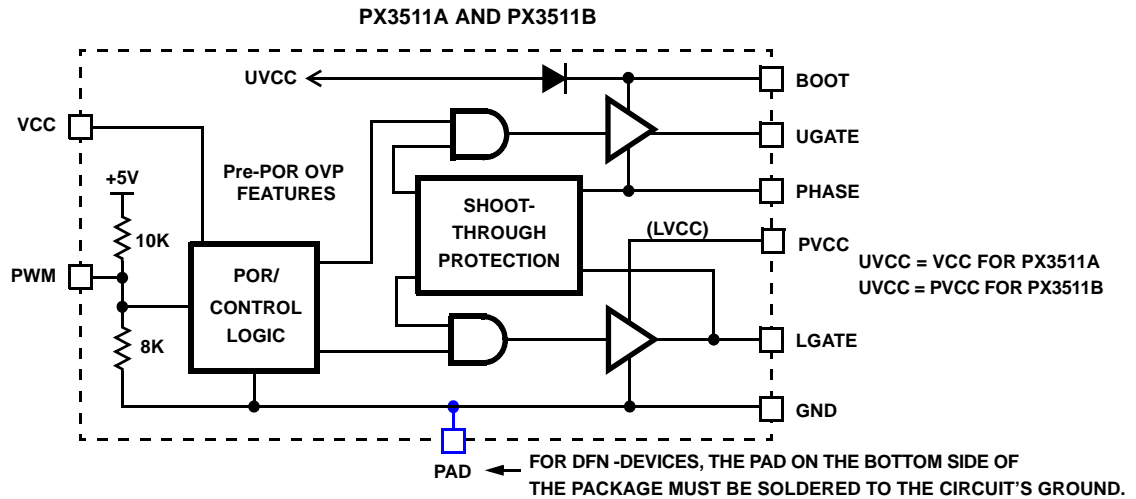 PX3511A AND PX3511B
UVCC
BOOT
VCC
UGATE
Pre-POR OVP
FEATURES
+5V
10K
SHOOT-
THROUGH
PROTECTION
PHASE
(LVCC)
PVCC
UVCC = VCC FOR PX3511A
UVCC = PVCC FOR PX3511B
PWM
POR/
CONTROL
LOGIC
8K
LGATE
GND
PAD
FOR DFN -DEVICES, THE PAD ON THE BOTTOM SIDE OF
THE PACKAGE MUST BE SOLDERED TO THE CIRCUIT'S GROUND.